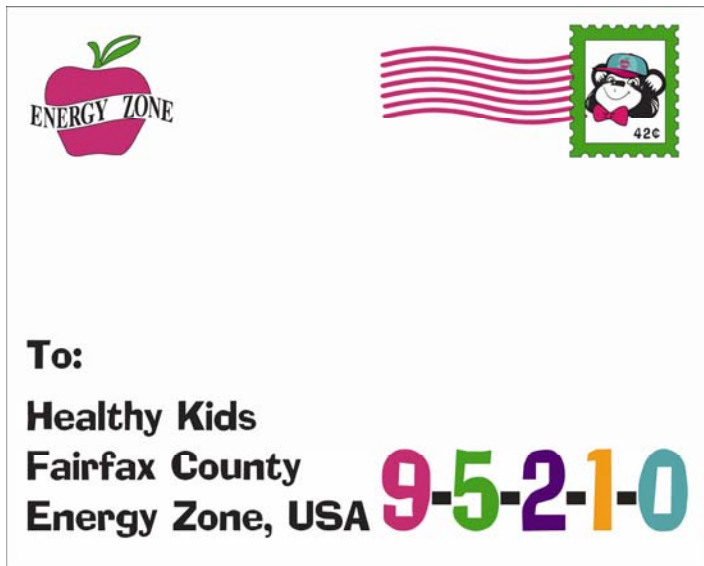 ENERGY ZONE
42¢
To:
Healthy Kids
Fairfax County
Energy Zone, USA 9-5-2-1-0